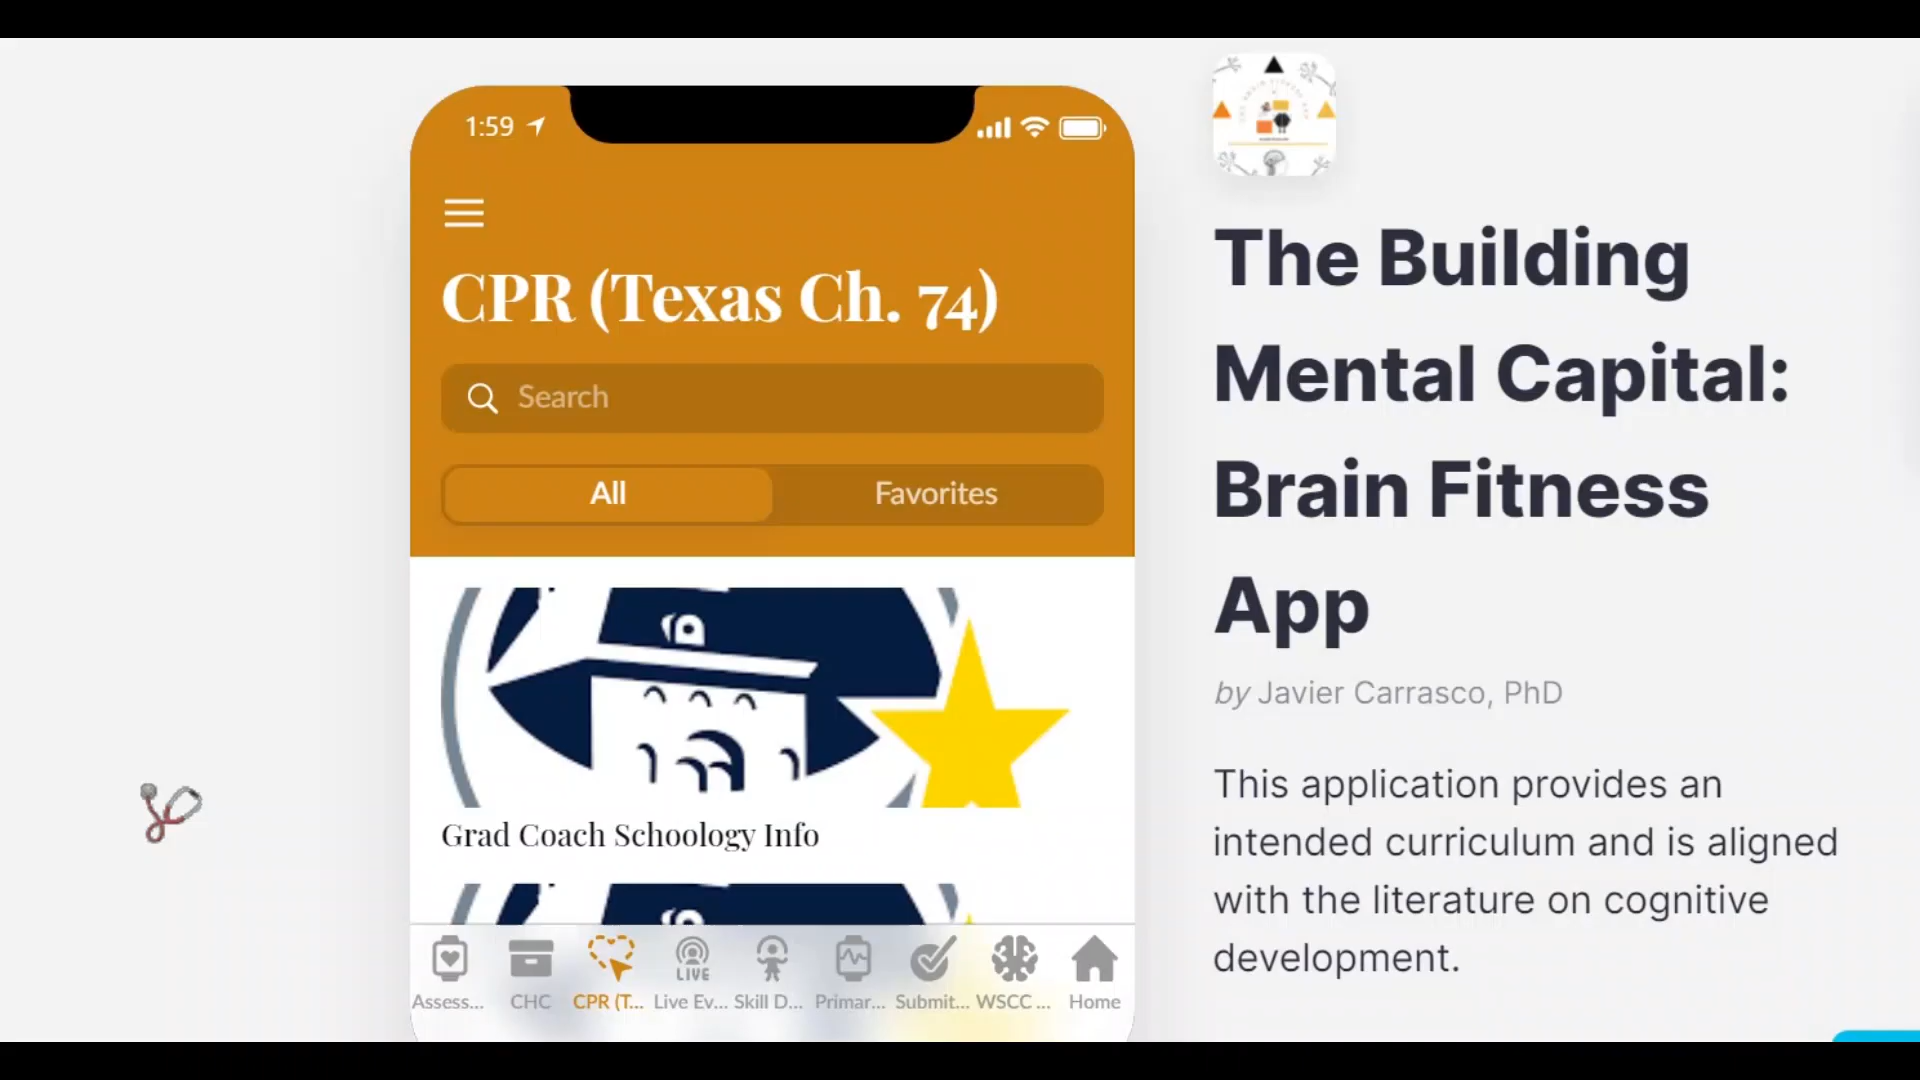 1:59
CPR (Texas Ch. 74)
Search
All
Favorites
Grad Coach Schoology Info
Assess...
CHC
CPR (T...
LIVE
Live Ev...
Skill D...
Primar...
Submit...
WSCC ...
Home
The Building
Mental Capital:
Brain Fitness
App
by Javier Carrasco, PhD
This application provides an
intended curriculum and is aligned
with the literature on cognitive
development.